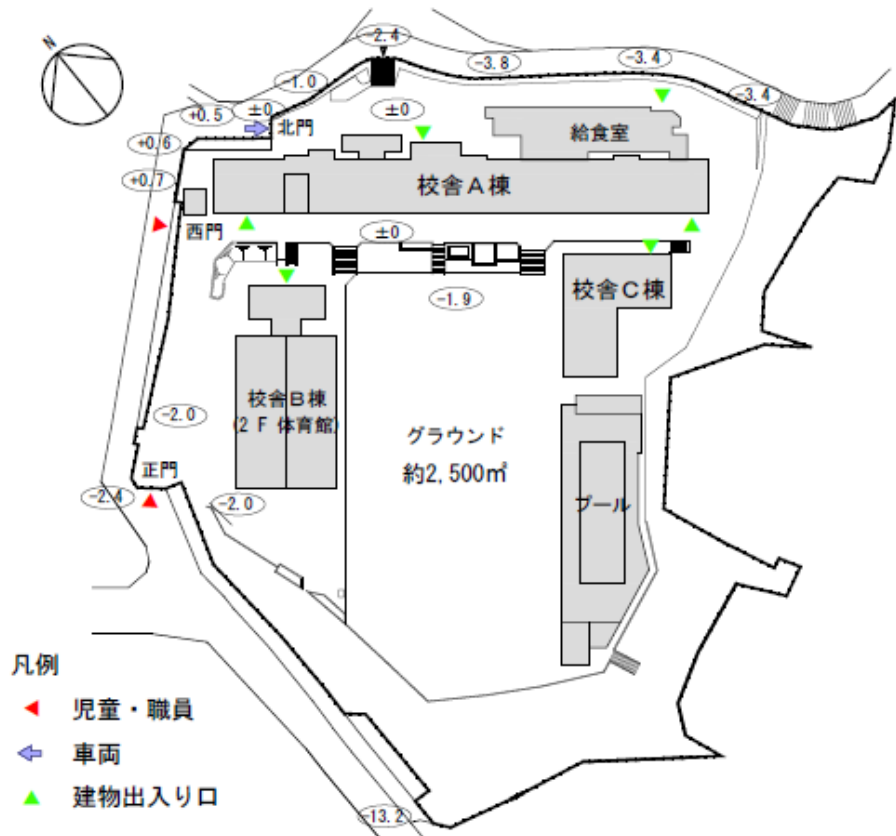 N
-2.4
-3.8
-3.4
-3.4
-1.0
±0
±0
+0.5
北門
+0.6
+0.7
給食室
校舎A棟
西門
±0
-1.9
校舎C棟
校舎B棟
(2F 体育館)
-2.0
グラウンド
約2,500㎡
プール
正門
-2.4
-2.0
凡例
児童・職員
車両
建物出入り口
-13.2